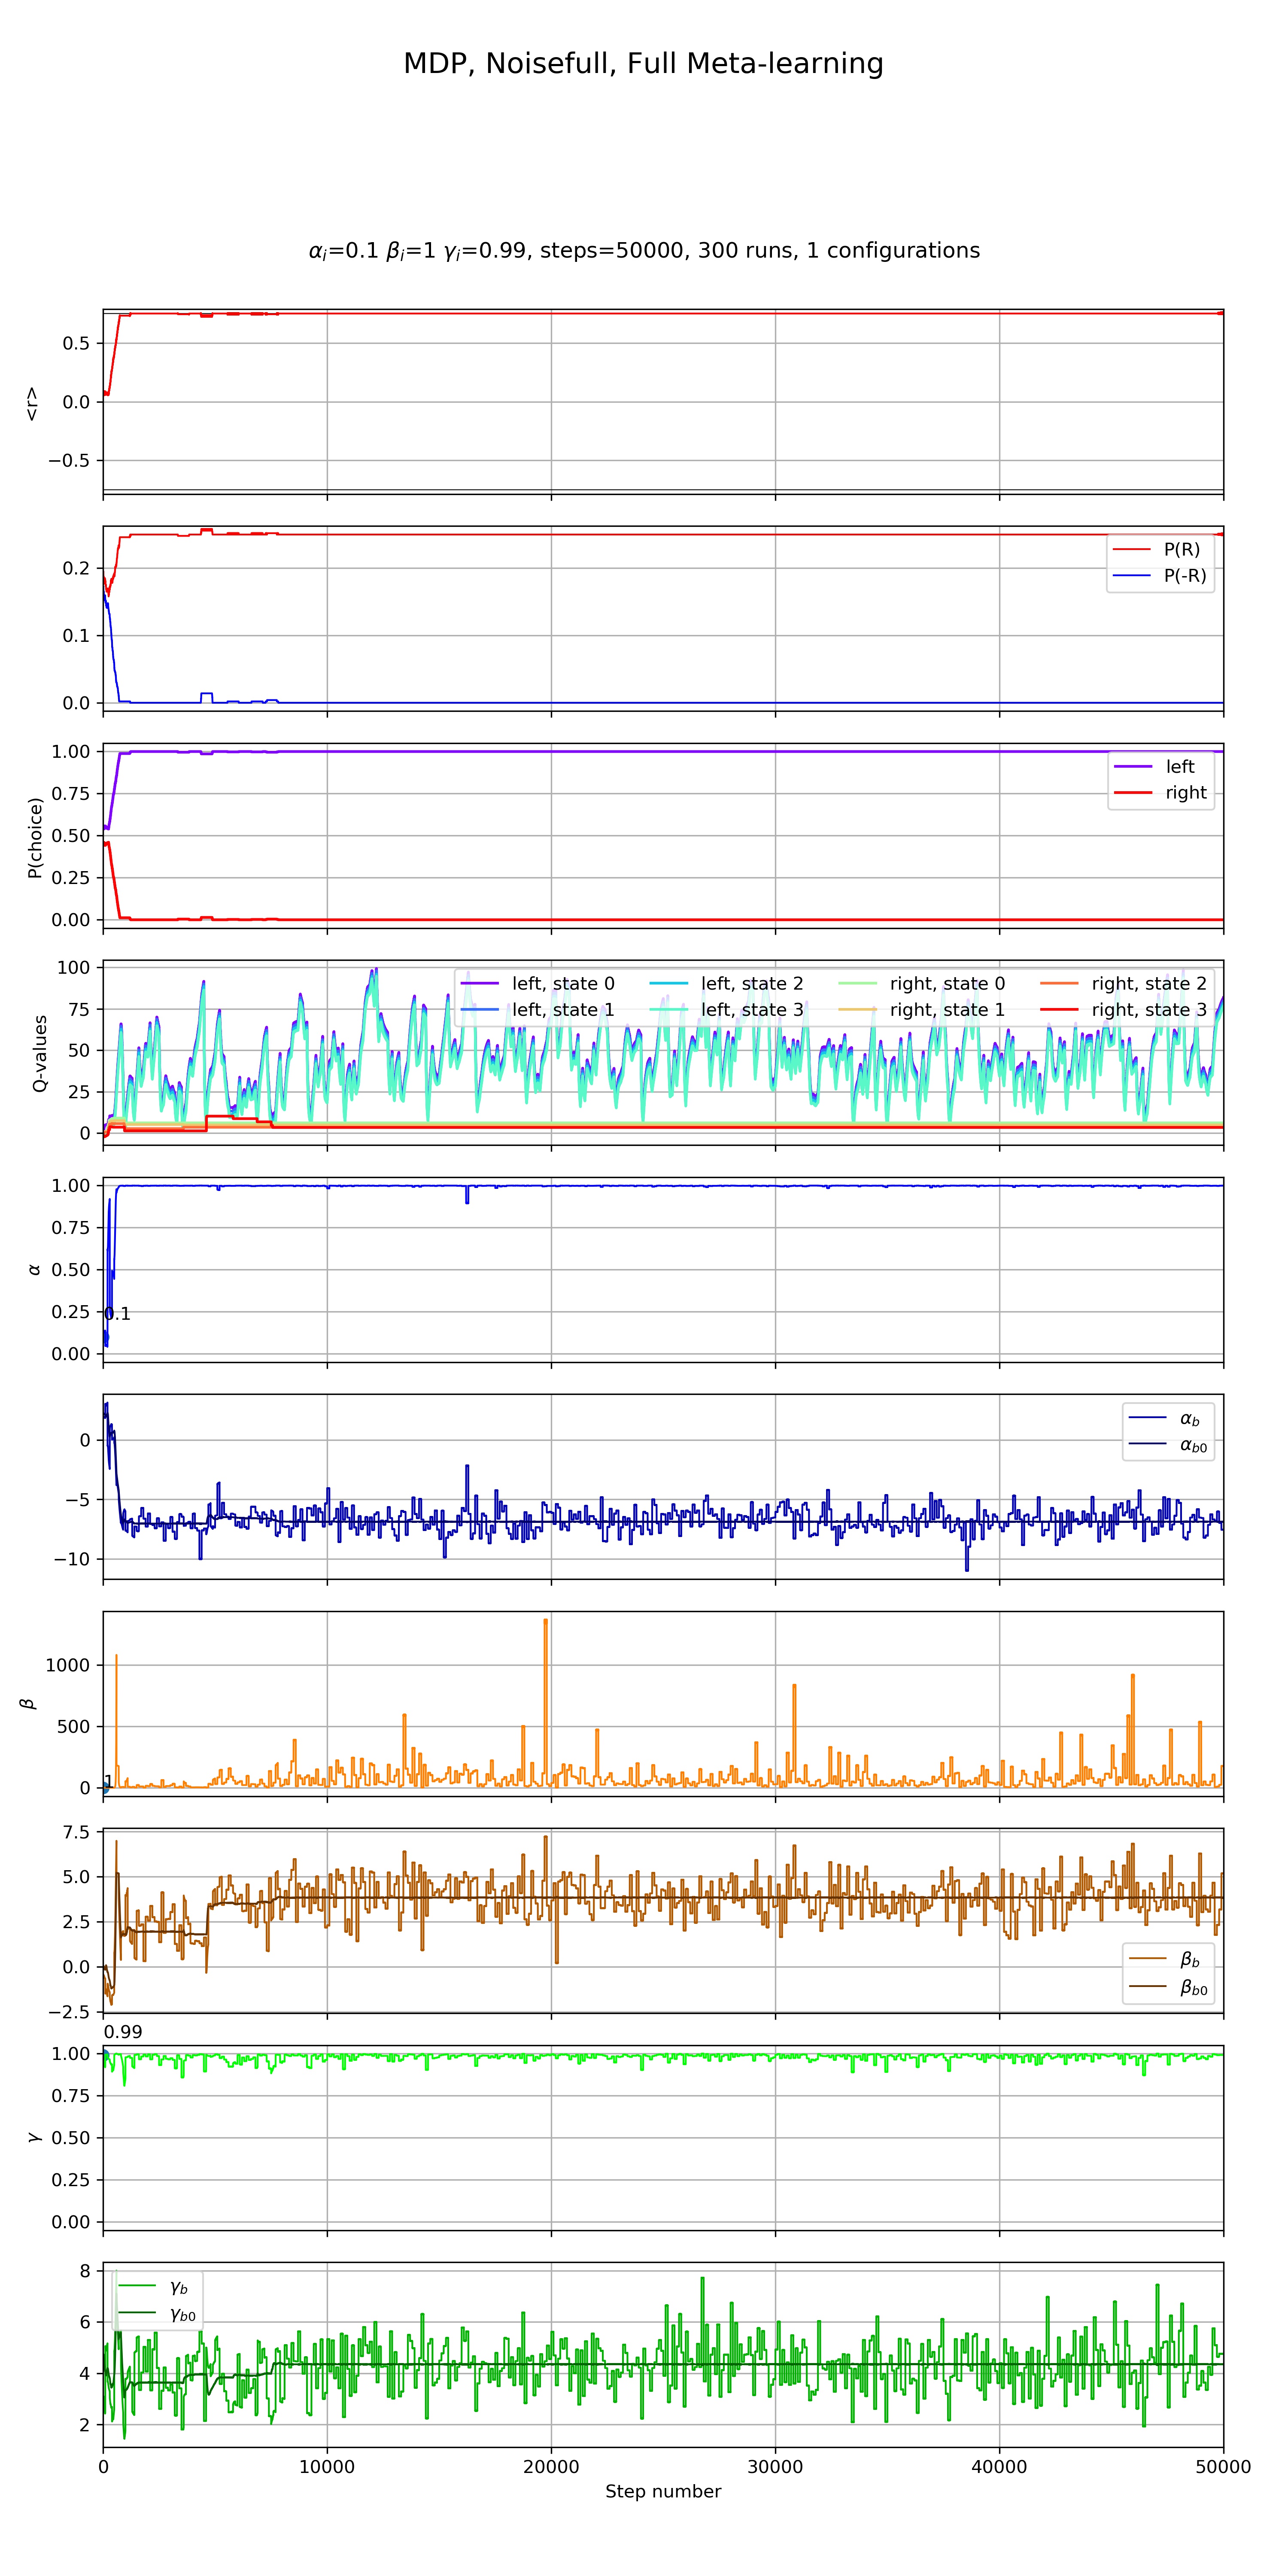 MDP, Noisefull, Full Meta-learning
αi=0.1 βi=1 γi=0.99, steps=50000, 300 runs, 1 configurations
<r>
0.5
0.0
−0.5
P(R)
P(-R)
0.2
0.1
0.0
P(choice)
1.00
0.75
0.50
0.25
0.00
left
right
Q-values
100
75
50
25
0
left, state 0
left, state 1
left, state 2
left, state 3
right, state 0
right, state 1
right, state 2
right, state 3
α
1.00
0.75
0.50
0.25
0.00
0.1
0
−5
−10
αb
αb0
β
1000
500
0
1
7.5
5.0
2.5
0.0
−2.5
βb
βb0
0.99
γ
1.00
0.75
0.50
0.25
0.00
8
6
4
2
γb
γb0
0 10000 20000 30000 40000 50000
Step number